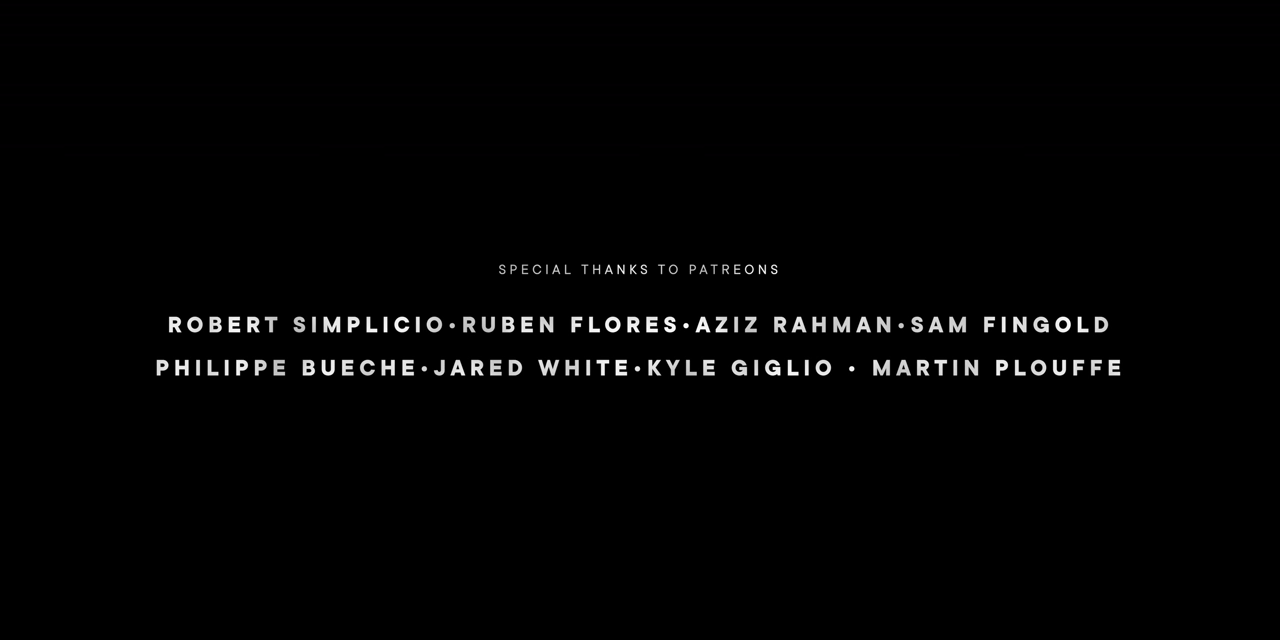 SPECIAL THANKS TO PATREONS
ROBERT SIMPLICIO•RUBEN FLORES•AZIZ RAHMAN•SAM FINGOLD
PHILIPPE BUECHE•JARED WHITE•KYLE GIGLIO • MARTIN PLOUFFE